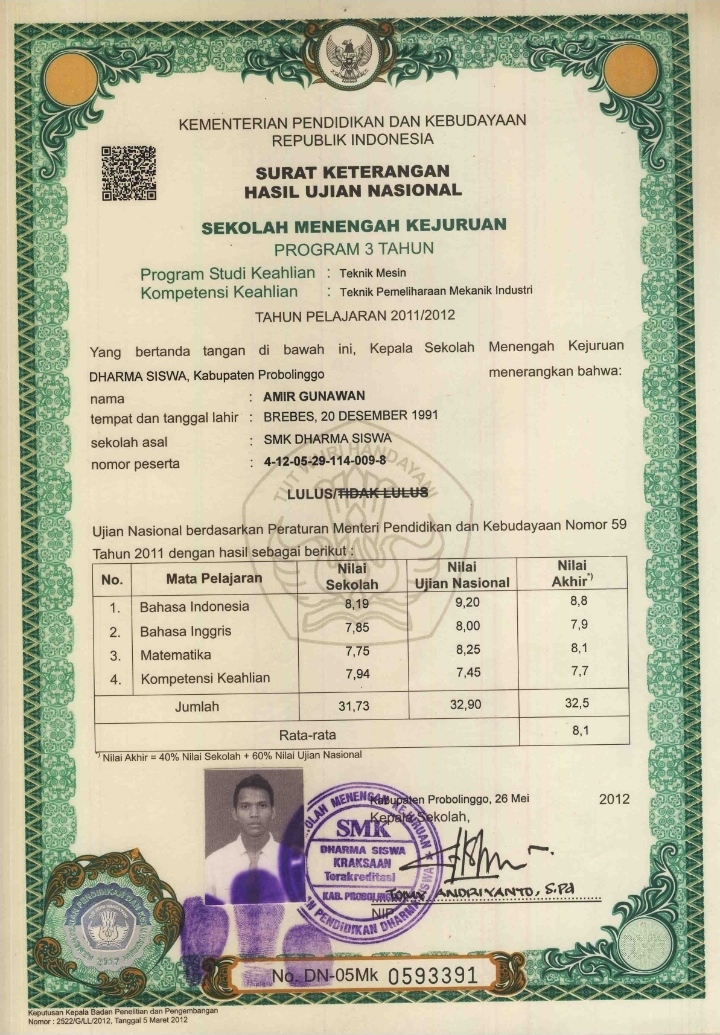 KEMENTERIAN PENDIDIKAN DAN KEBUDAYAAN
REPUBLIK INDONESIA
SURAT KETERANGAN
HASIL UJIAN NASIONAL
SEKOLAH MENENGAH KEJURUAN
PROGRAM 3 TAHUN
Program Studi Keahlian : Teknik Mesin
Kompetensi Keahlian : Teknik Pemeliharaan Mekanik Industri
TAHUN PELAJARAN 2011/2012
Yang bertanda tangan di bawah ini, Kepala Sekolah Menengah Kejuruan
DHARMA SISWA, Kabupaten Probolinggo menerangkan bahwa:
nama : AMIR GUNAWAN
tempat dan tanggal lahir : BREBES, 20 DESEMBER 1991
sekolah asal : SMK DHARMA SISWA
nomor peserta : 4-12-05-29-114-009-8
TUT WURI HANDAYANI
LULUS/TIDAK LULUS
Ujian Nasional berdasarkan Peraturan Menteri Pendidikan dan Kebudayaan Nomor 59
Tahun 2011 dengan hasil sebagai berikut :
No. Mata Pelajaran Nilai Sekolah Nilai Ujian Nasional Nilai Akhir*)
1. Bahasa Indonesia 8,19 9,20 8,8
2. Bahasa Inggris 7,85 8,00 7,9
3. Matematika 7,75 8,25 8,1
4. Kompetensi Keahlian 7,94 7,45 7,7
Jumlah 31,73 32,90 32,5
Rata-rata 8,1
*) Nilai Akhir = 40% Nilai Sekolah + 60% Nilai Ujian Nasional
Kabupaten Probolinggo, 26 Mei 2012
Kepala Sekolah,
SMK
DHARMA SISWA
KRAKSAAN
Terakreditasi
KAB. PROBOLINGGO
TOMY ANDRIYANTO, S.Pd
NIP
No. DN-05Mk 0593391
Keputusan Kepala Badan Penelitian dan Pengembangan
Nomor : 2522/G/LL/2012, Tanggal 5 Maret 2012